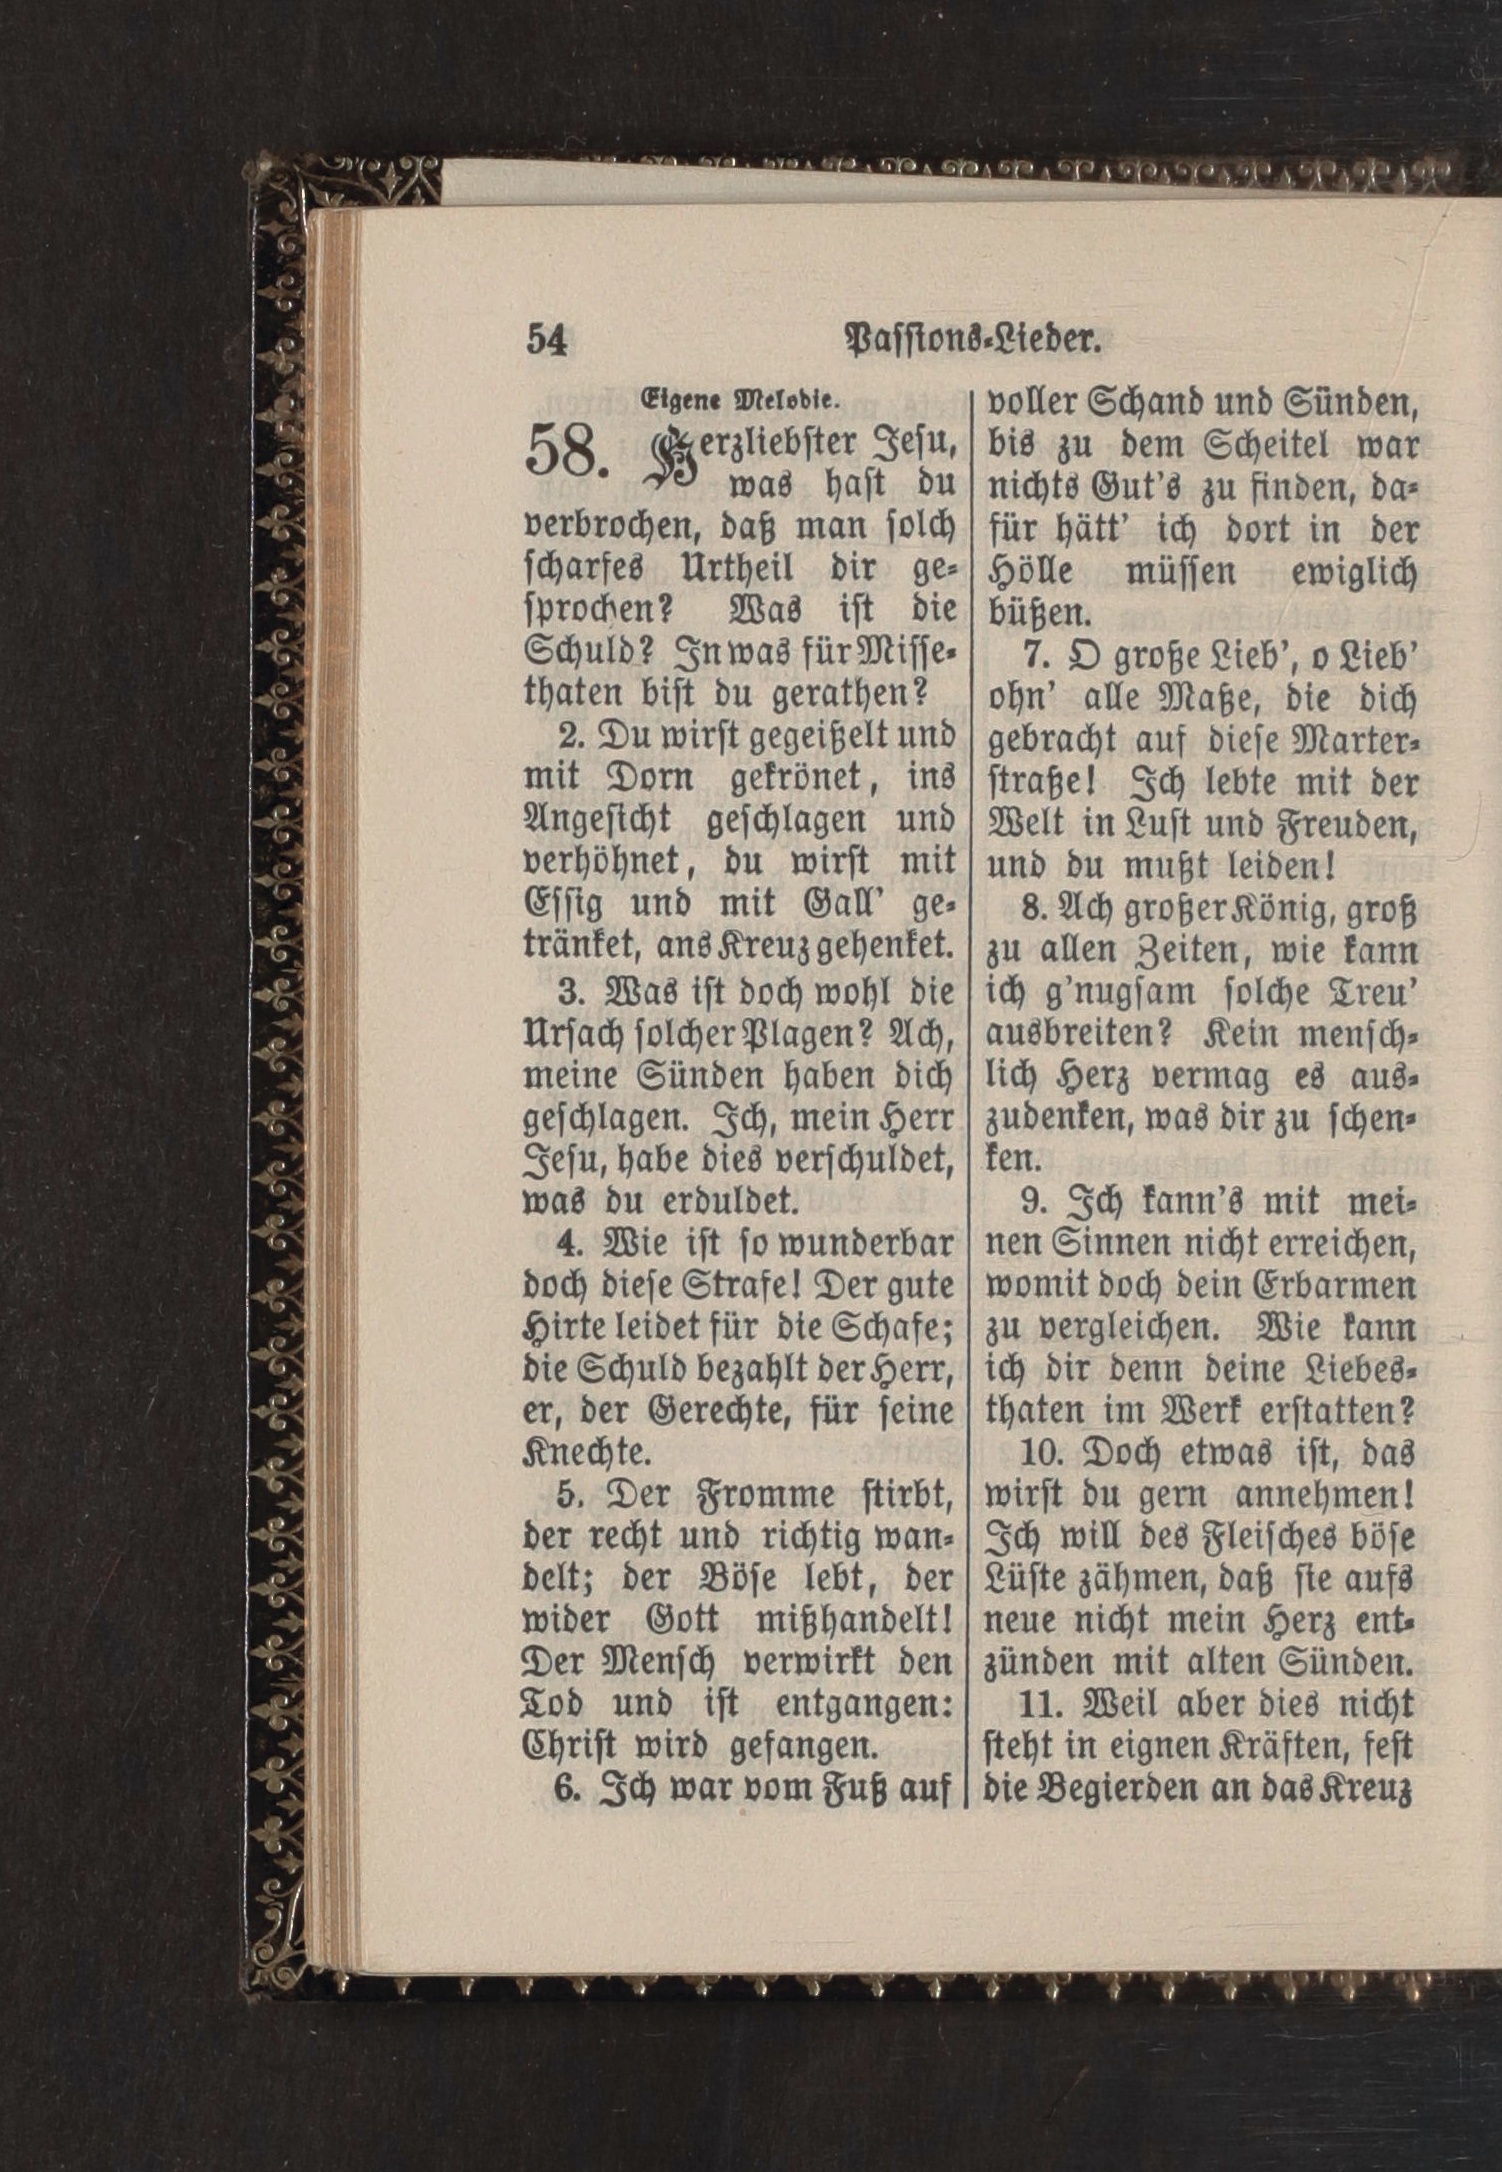 54
Passions-Lieder.
Eigene Melodie.
58. Herzliebster Jesu,
was hast du
verbrochen, daß man solch
scharfes Urtheil dir ge-
sprochen? Was ist die
Schuld? In was für Misse-
thaten bist du gerathen?
2. Du wirst gegeißelt und
mit Dorn gekrönet, ins
Angesicht geschlagen und
verhöhnet, du wirst mit
Essig und mit Gall' ge-
tränket, ans Kreuz gehenket.
3. Was ist doch wohl die
Ursach solcher Plagen? Ach,
meine Sünden haben dich
geschlagen. Ich, mein Herr
Jesu, habe dies verschuldet,
was du erduldet.
4. Wie ist so wunderbar
doch diese Strafe! Der gute
Hirte leidet für die Schafe;
die Schuld bezahlt der Herr,
er, der Gerechte, für seine
Knechte.
5. Der Fromme stirbt,
der recht und richtig wan-
delt; der Böse lebt, der
wider Gott mißhandelt!
Der Mensch verwirkt den
Tod und ist entgangen:
Christ wird gefangen.
6. Ich war vom Fuß auf
voller Schand und Sünden,
bis zu dem Scheitel war
nichts Gut's zu finden, da-
für hätt' ich dort in der
Hölle müssen ewiglich
büßen.
7. O große Lieb', o Lieb'
ohn' alle Maße, die dich
gebracht auf diese Marter-
straße! Ich lebte mit der
Welt in Lust und Freuden,
und du mußt leiden!
8. Ach großer König, groß
zu allen Zeiten, wie kann
ich g'nugsam solche Treu'
ausbreiten? Kein mensch-
lich Herz vermag es aus-
zudenken, was dir zu schen-
ken.
9. Ich kann's mit mei-
nen Sinnen nicht erreichen,
womit doch dein Erbarmen
zu vergleichen. Wie kann
ich dir denn deine Liebes-
thaten im Werk erstatten?
10. Doch etwas ist, das
wirst du gern annehmen!
Ich will des Fleisches böse
Lüste zähmen, daß sie aufs
neue nicht mein Herz ent-
zünden mit alten Sünden.
11. Weil aber dies nicht
steht in eignen Kräften, fest
die Begierden an das Kreuz